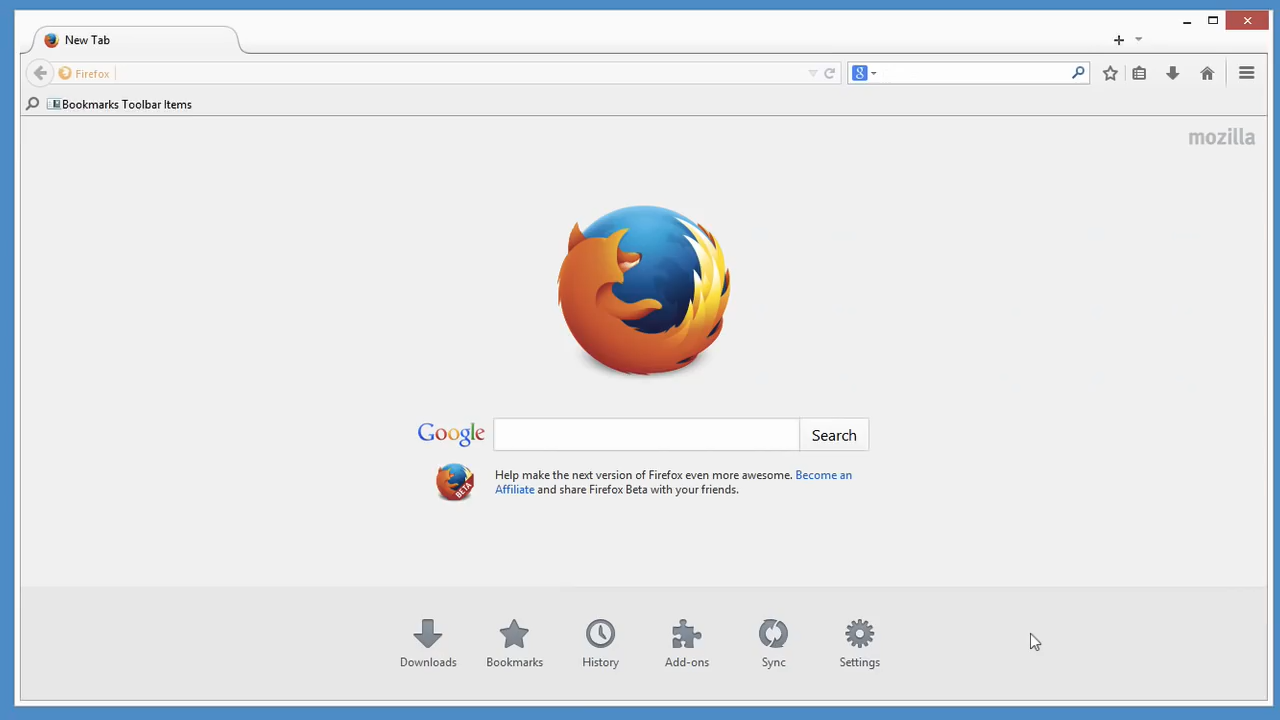 New Tab
Firefox
Bookmarks Toolbar Items
mozilla
Google
Search
Help make the next version of Firefox even more awesome. Become an
Affiliate and share Firefox Beta with your friends.
BETA
Downloads
Bookmarks
History
Add-ons
Sync
Settings